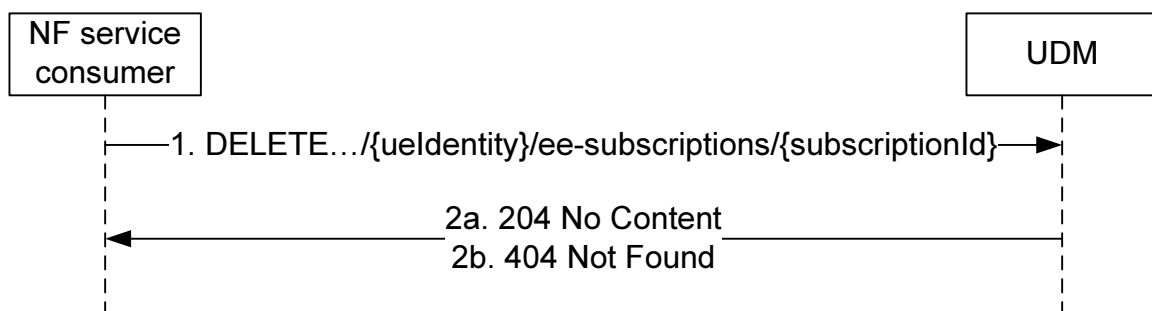 NF service
consumer
UDM
1. DELETE…/{ueIdentity}/ee-subscriptions/{subscriptionId}
2a. 204 No Content
2b. 404 Not Found